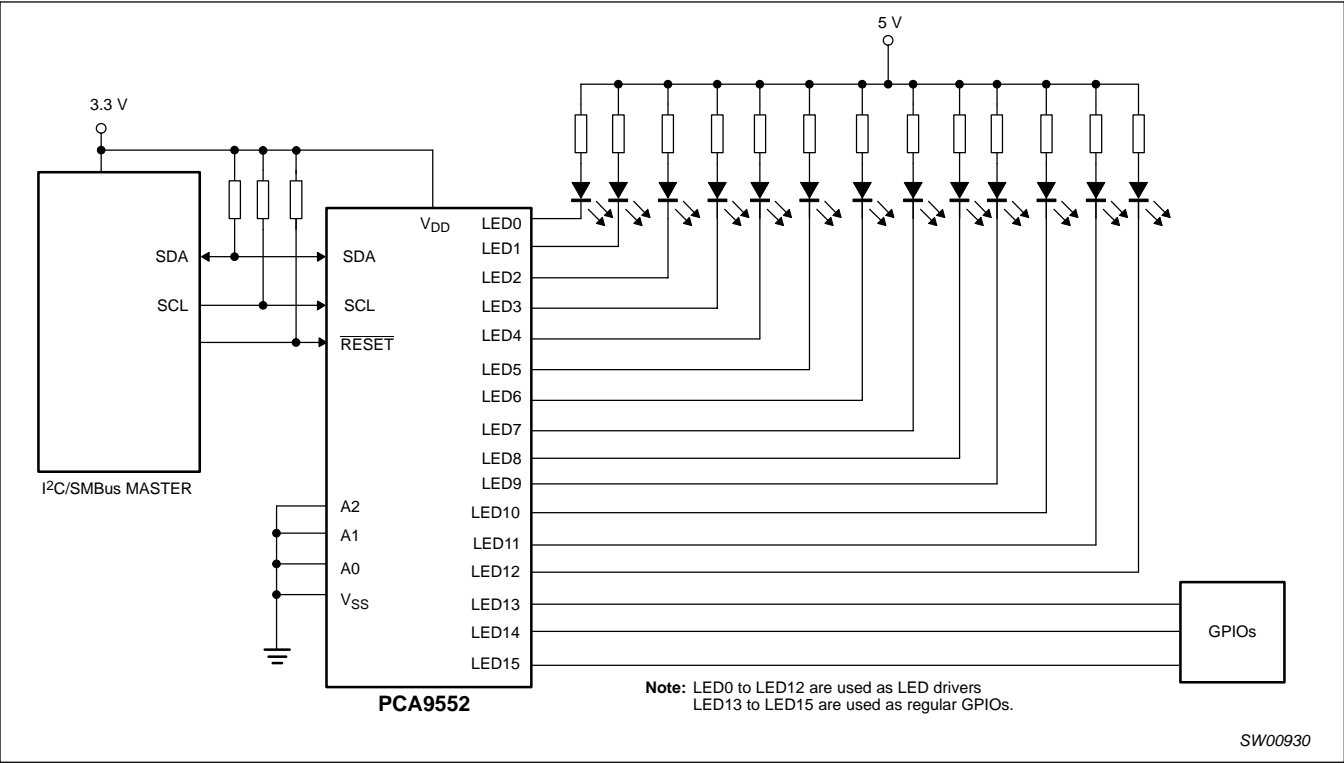 5 V
3.3 V
VDD
LED0
LED1
SDA
SDA
LED2
SCL
SCL
LED3
RESET
LED4
LED5
LED6
LED7
LED8
I2C/SMBus MASTER
LED9
A2
LED10
A1
LED11
A0
LED12
VSS
LED13
LED14
GPIOs
LED15
PCA9552
Note: LED0 to LED12 are used as LED drivers
LED13 to LED15 are used as regular GPIOs.
SW00930